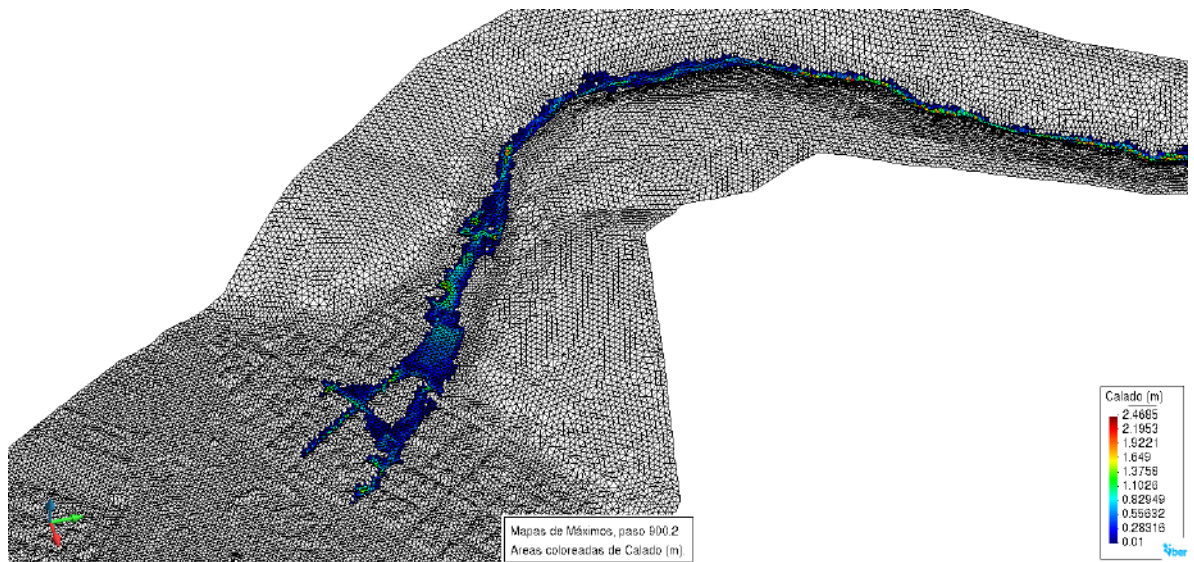 Calado (m)
2.4685
2.1953
1.9221
1.649
1.3758
1.1026
0.82949
0.55632
0.28316
0.01
Mapas de Máximos, paso 900.2
Areas coloreadas de Calado (m).
iber